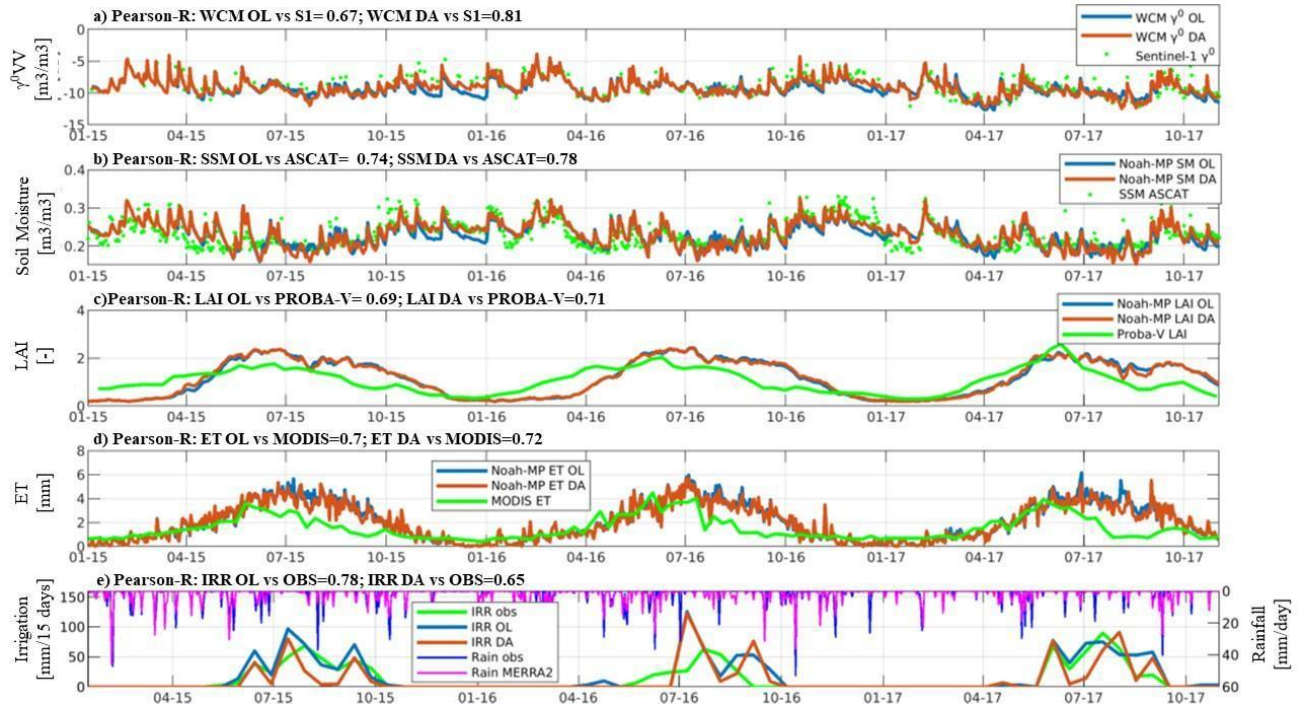 a) Pearson-R: WCM OL vs S1= 0.67; WCM DA vs S1=0.81
WCM γ⁰ OL
WCM γ⁰ DA
Sentinel-1 γ⁰
γ⁰VV
[m3/m3]
0
-5
-10
-15
01-15 04-15 07-15 10-15 01-16 04-16 07-16 10-16 01-17 04-17 07-17 10-17
b) Pearson-R: SSM OL vs ASCAT= 0.74; SSM DA vs ASCAT=0.78
Noah-MP SM OL
Noah-MP SM DA
SSM ASCAT
Soil Moisture
[m3/m3]
0.4
0.3
0.2
01-15 04-15 07-15 10-15 01-16 04-16 07-16 10-16 01-17 04-17 07-17 10-17
c)Pearson-R: LAI OL vs PROBA-V= 0.69; LAI DA vs PROBA-V=0.71
Noah-MP LAI OL
Noah-MP LAI DA
Proba-V LAI
LAI
[-]
4
2
0
01-15 04-15 07-15 10-15 01-16 04-16 07-16 10-16 01-17 04-17 07-17 10-17
d) Pearson-R: ET OL vs MODIS=0.7; ET DA vs MODIS=0.72
Noah-MP ET OL
Noah-MP ET DA
MODIS ET
ET
[mm]
8
6
4
2
0
01-15 04-15 07-15 10-15 01-16 04-16 07-16 10-16 01-17 04-17 07-17 10-17
e) Pearson-R: IRR OL vs OBS=0.78; IRR DA vs OBS=0.65
IRR obs
IRR OL
IRR DA
Rain obs
Rain MERRA2
Irrigation
mm/15 days]
150
100
50
0
Rainfall
[mm/day]
0
20
40
60
04-15 07-15 10-15 01-16 04-16 07-16 10-16 01-17 04-17 07-17 10-17